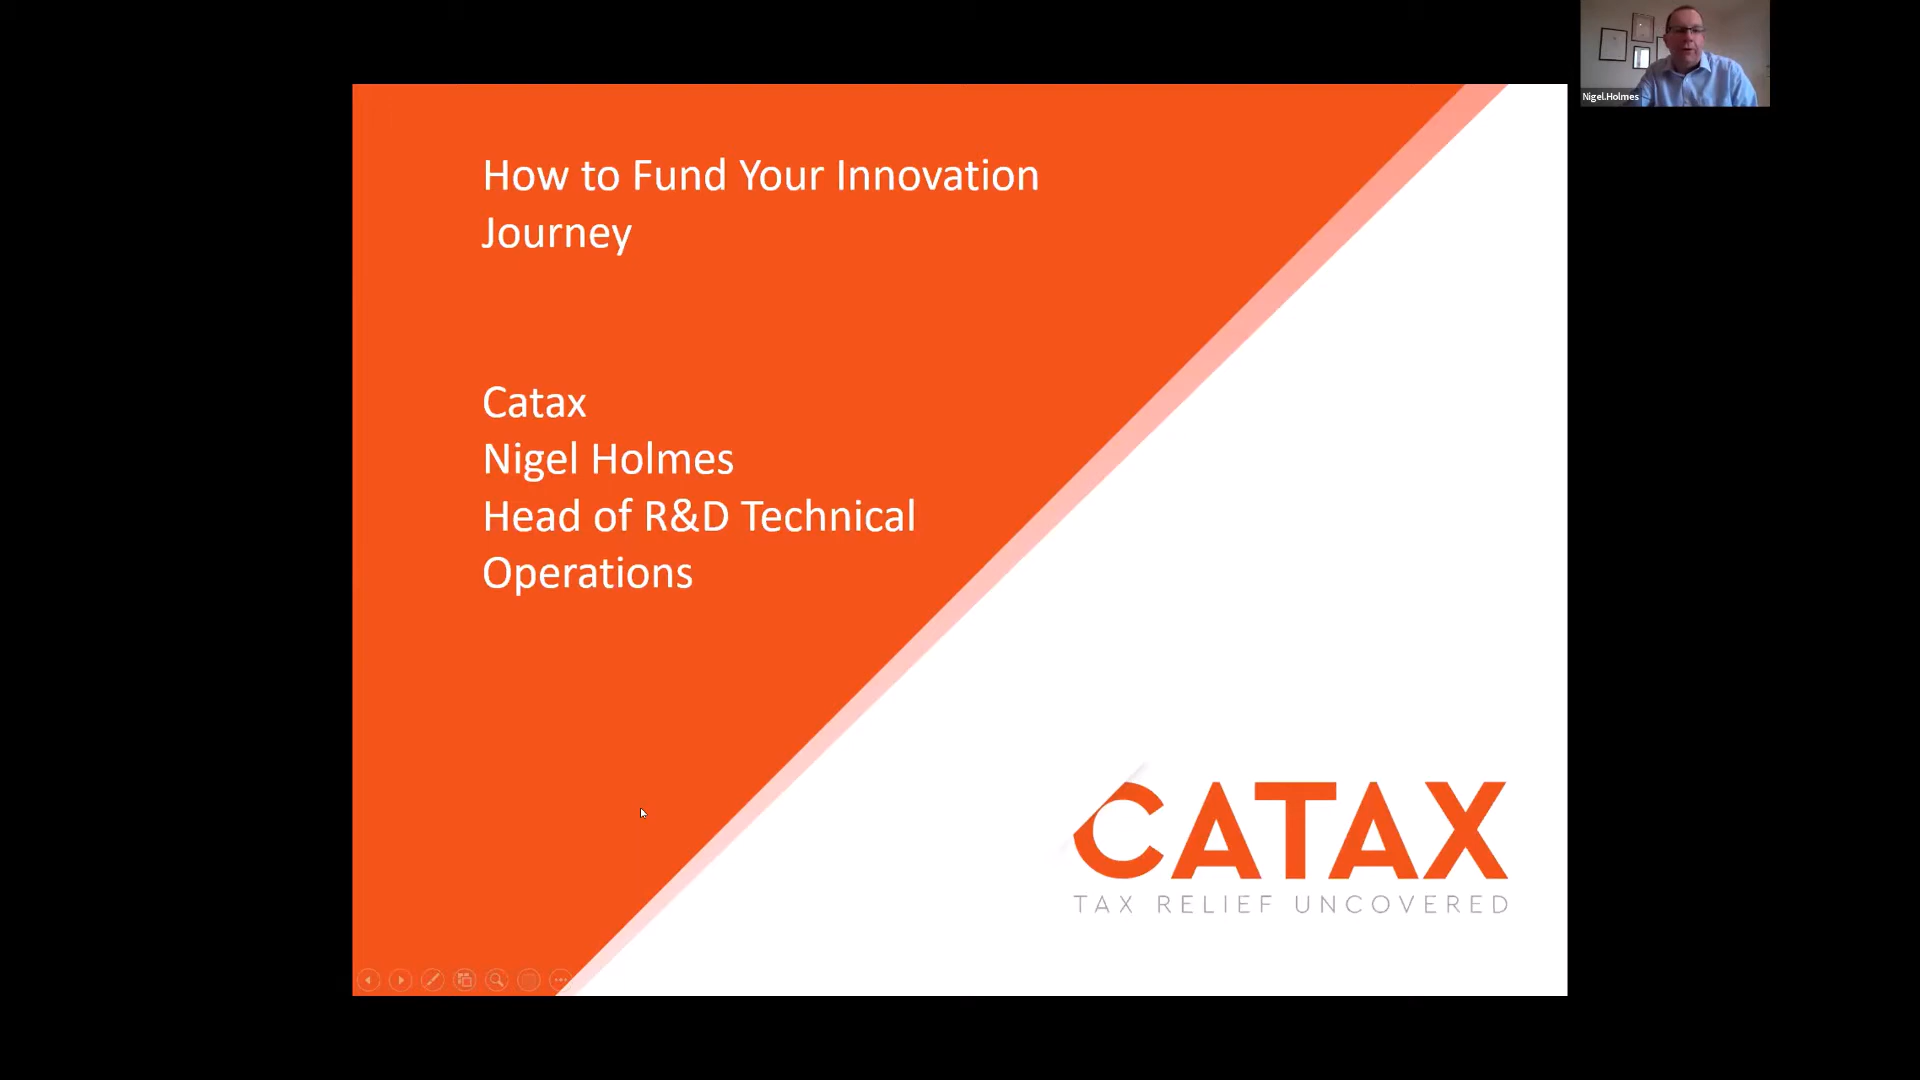 Nigel.Holmes
How to Fund Your Innovation
Journey
Catax
Nigel Holmes
Head of R&D Technical
Operations
CATAX
TAX RELIEF UNCOVERED